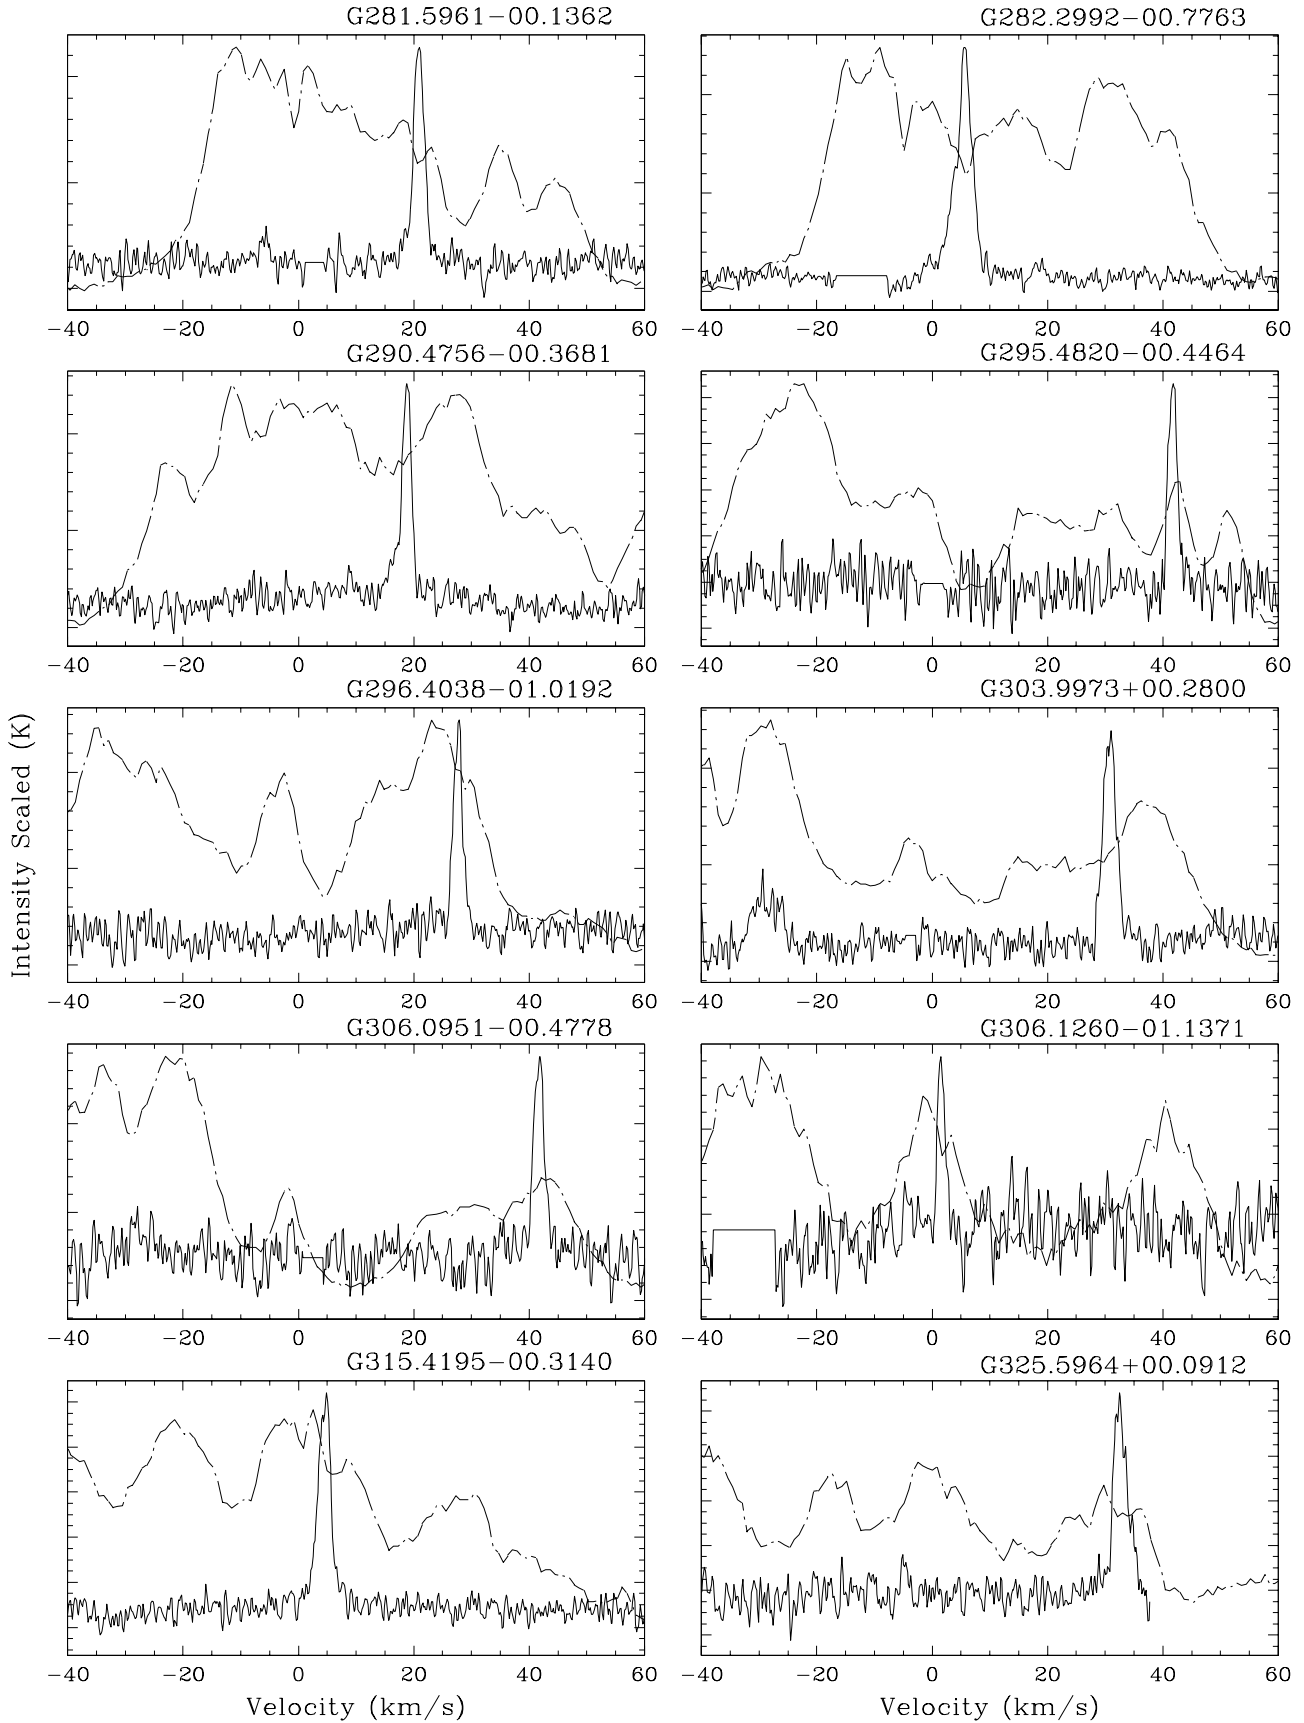 G281.5961−00.1362
G282.2992−00.7763
−40 −20 0 20 40 60
−40 −20 0 20 40 60
G290.4756−00.3681
G295.4820−00.4464
−40 −20 0 20 40 60
−40 −20 0 20 40 60
G296.4038−01.0192
G303.9973+00.2800
Intensity Scaled (K)
−40 −20 0 20 40 60
−40 −20 0 20 40 60
G306.0951−00.4778
G306.1260−01.1371
−40 −20 0 20 40 60
−40 −20 0 20 40 60
G315.4195−00.3140
G325.5964+00.0912
−40 −20 0 20 40 60
−40 −20 0 20 40 60
Velocity (km/s)
Velocity (km/s)